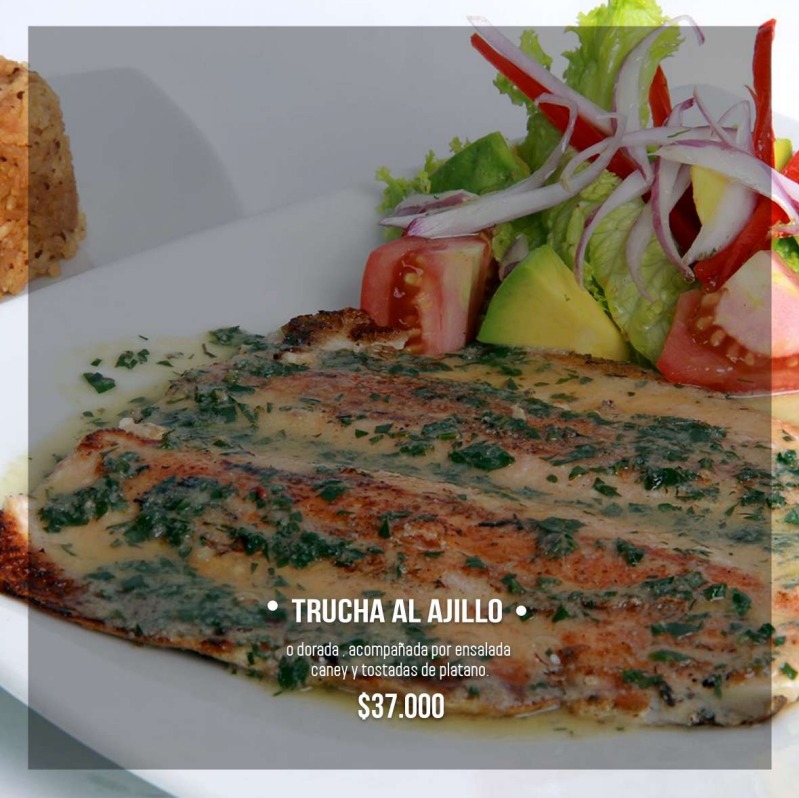 • TRUCHA AL AJILLO •
o dorada , acompañada por ensalada
caney y tostadas de platano.
$37.000